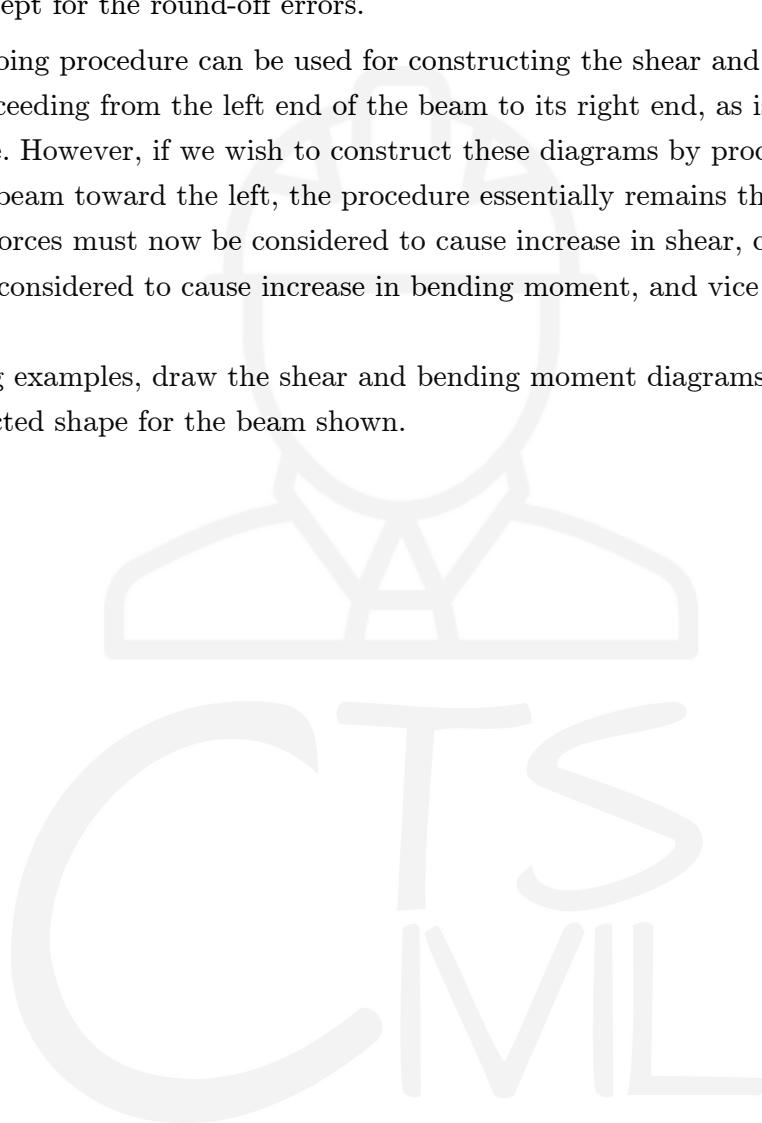 ept for the round-off errors.
oing procedure can be used for constructing the shear and
ceeding from the left end of the beam to its right end, as i
. However, if we wish to construct these diagrams by proc
beam toward the left, the procedure essentially remains th
orces must now be considered to cause increase in shear,
considered to cause increase in bending moment, and vice
g examples, draw the shear and bending moment diagrams
cted shape for the beam shown.
CTS
CIVIL